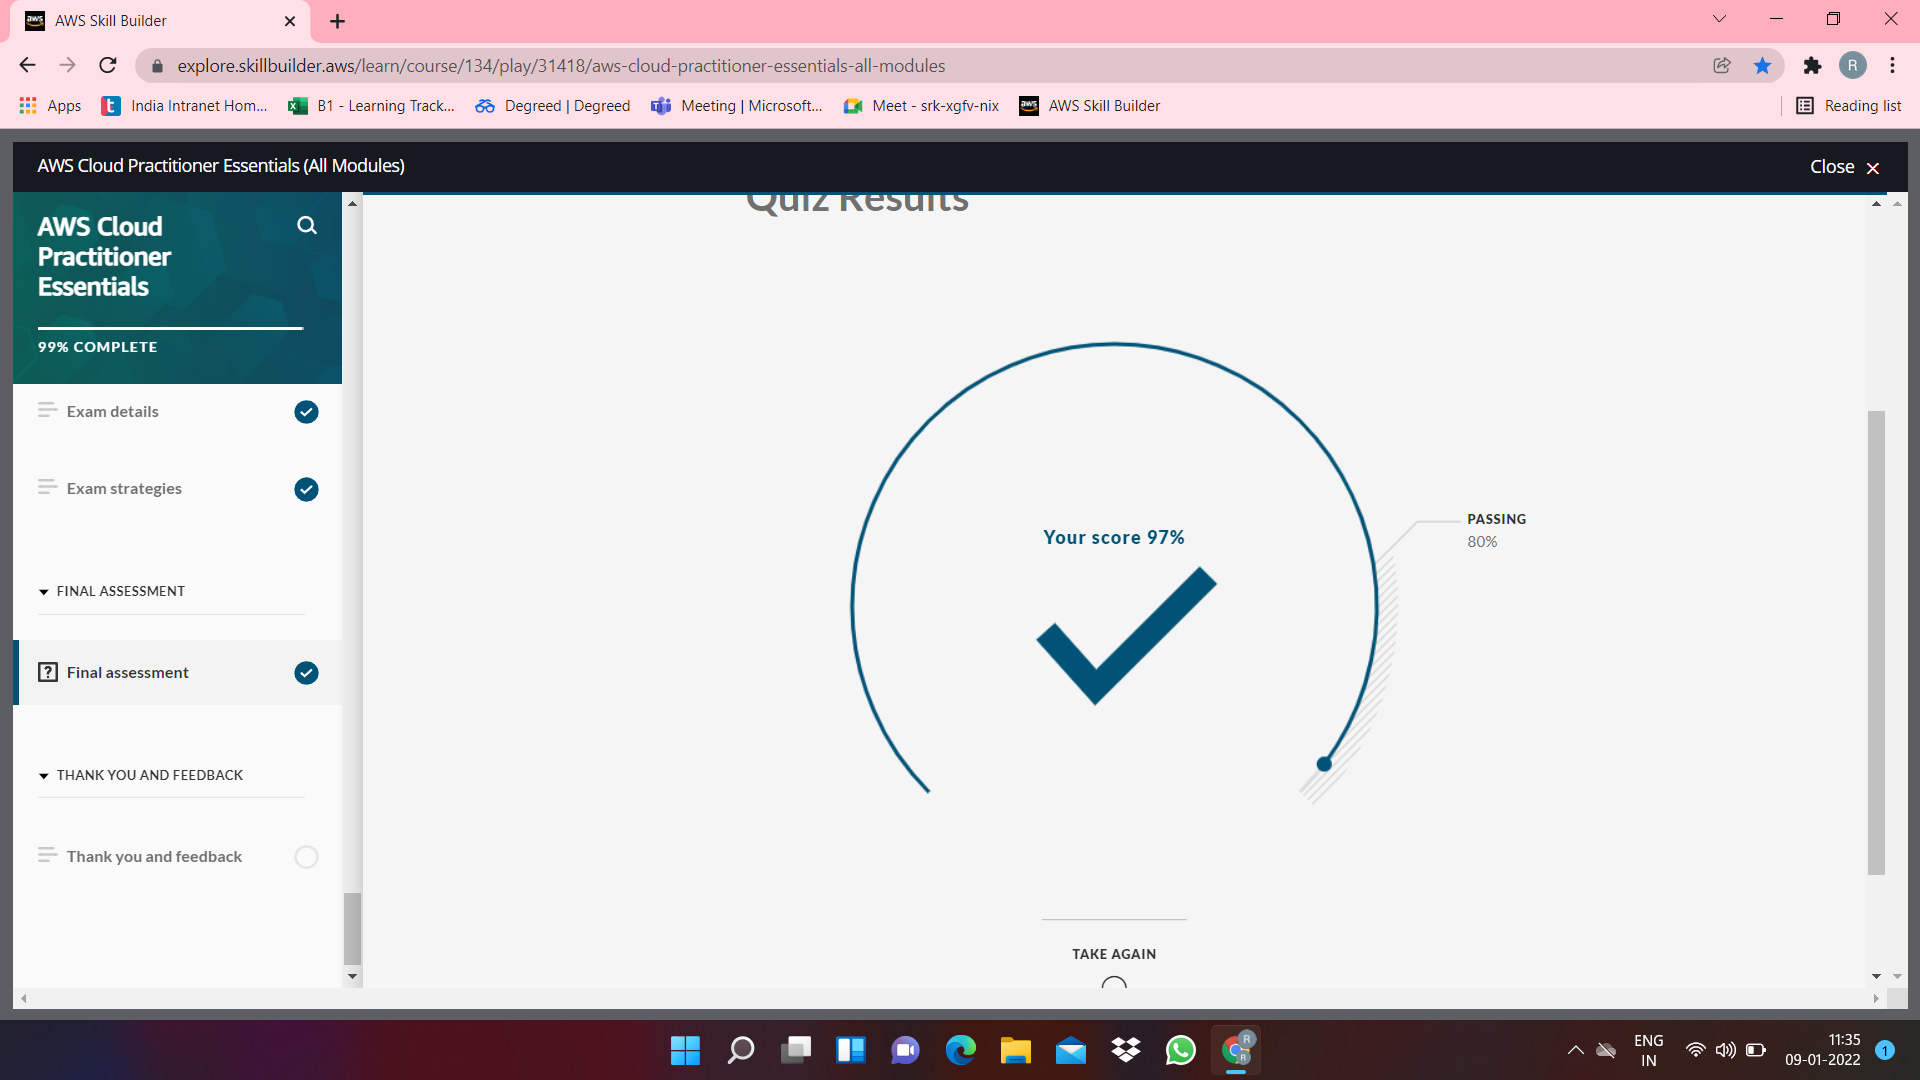 AWS Skill Builder
explore.skillbuilder.aws/learn/course/134/play/31418/aws-cloud-practitioner-essentials-all-modules
R
Apps
India Intranet Hom...
B1 - Learning Track...
Degreed | Degreed
Meeting | Microsoft...
Meet - srk-xgfv-nix
aws
AWS Skill Builder
Reading list
AWS Cloud Practitioner Essentials (All Modules)
Close
AWS Cloud
Practitioner
Essentials
99% COMPLETE
Exam details
Exam strategies
FINAL ASSESSMENT
Final assessment
THANK YOU AND FEEDBACK
Thank you and feedback
Quiz Results
Your score 97%
PASSING
80%
TAKE AGAIN
ENG
IN
11:35
09-01-2022
1